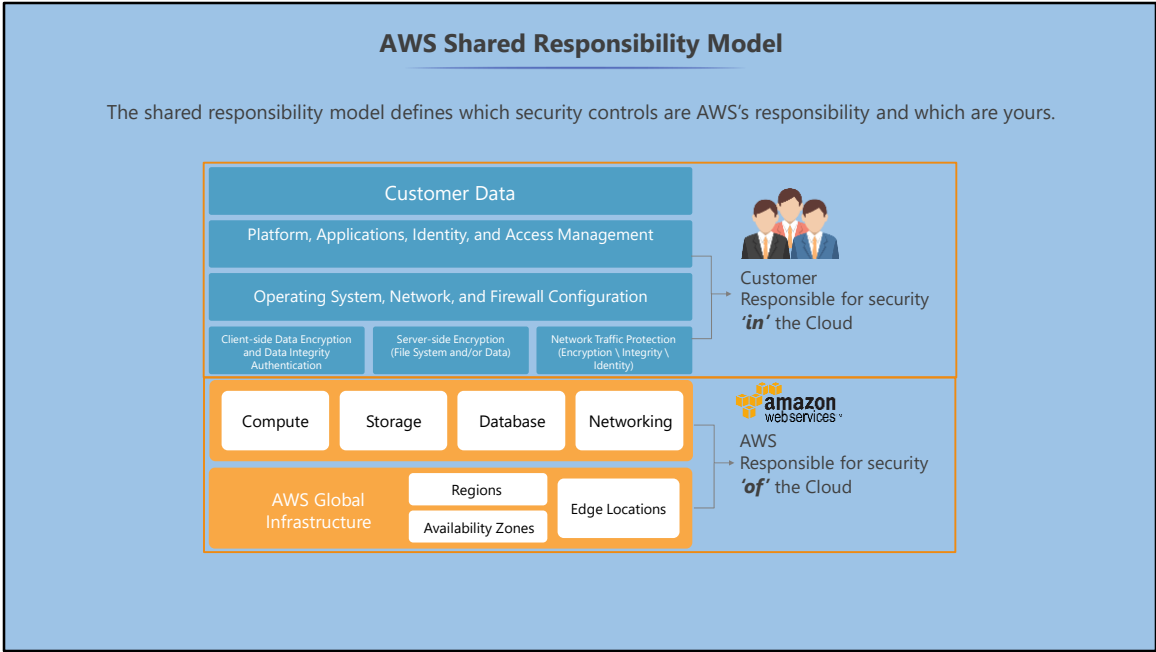 AWS Shared Responsibility Model
The shared responsibility model defines which security controls are AWS’s responsibility and which are yours.
Customer Data
Platform, Applications, Identity, and Access Management
Operating System, Network, and Firewall Configuration
Client-side Data Encryption
and Data Integrity
Authentication
Server-side Encryption
(File System and/or Data)
Network Traffic Protection
(Encryption \ Integrity \
Identity)
Customer
Responsible for security
‘in’ the Cloud
Compute
Storage
Database
Networking
AWS Global
Infrastructure
Regions
Availability Zones
Edge Locations
amazon
webservices™
AWS
Responsible for security
‘of’ the Cloud